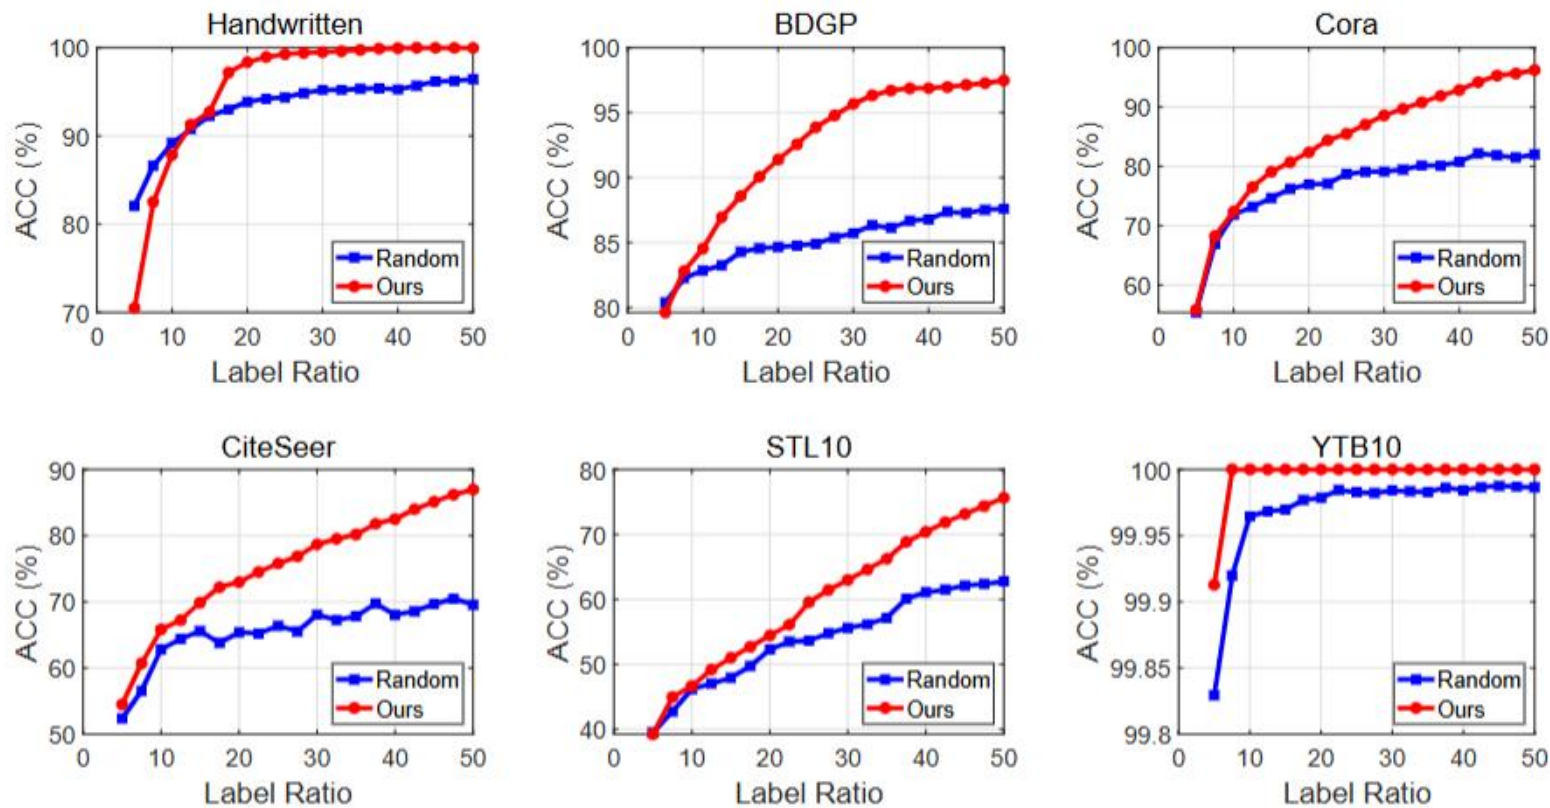 Handwritten
100
90
80
70
ACC (%)
0 10 20 30 40 50
Label Ratio
Random
Ours
BDGP
100
95
90
85
80
ACC (%)
0 10 20 30 40 50
Label Ratio
Random
Ours
Cora
100
90
80
70
60
ACC (%)
0 10 20 30 40 50
Label Ratio
Random
Ours
CiteSeer
90
80
70
60
50
ACC (%)
0 10 20 30 40 50
Label Ratio
Random
Ours
STL10
80
70
60
50
40
ACC (%)
0 10 20 30 40 50
Label Ratio
Random
Ours
YTB10
100
99.95
99.9
99.85
99.8
ACC (%)
0 10 20 30 40 50
Label Ratio
Random
Ours